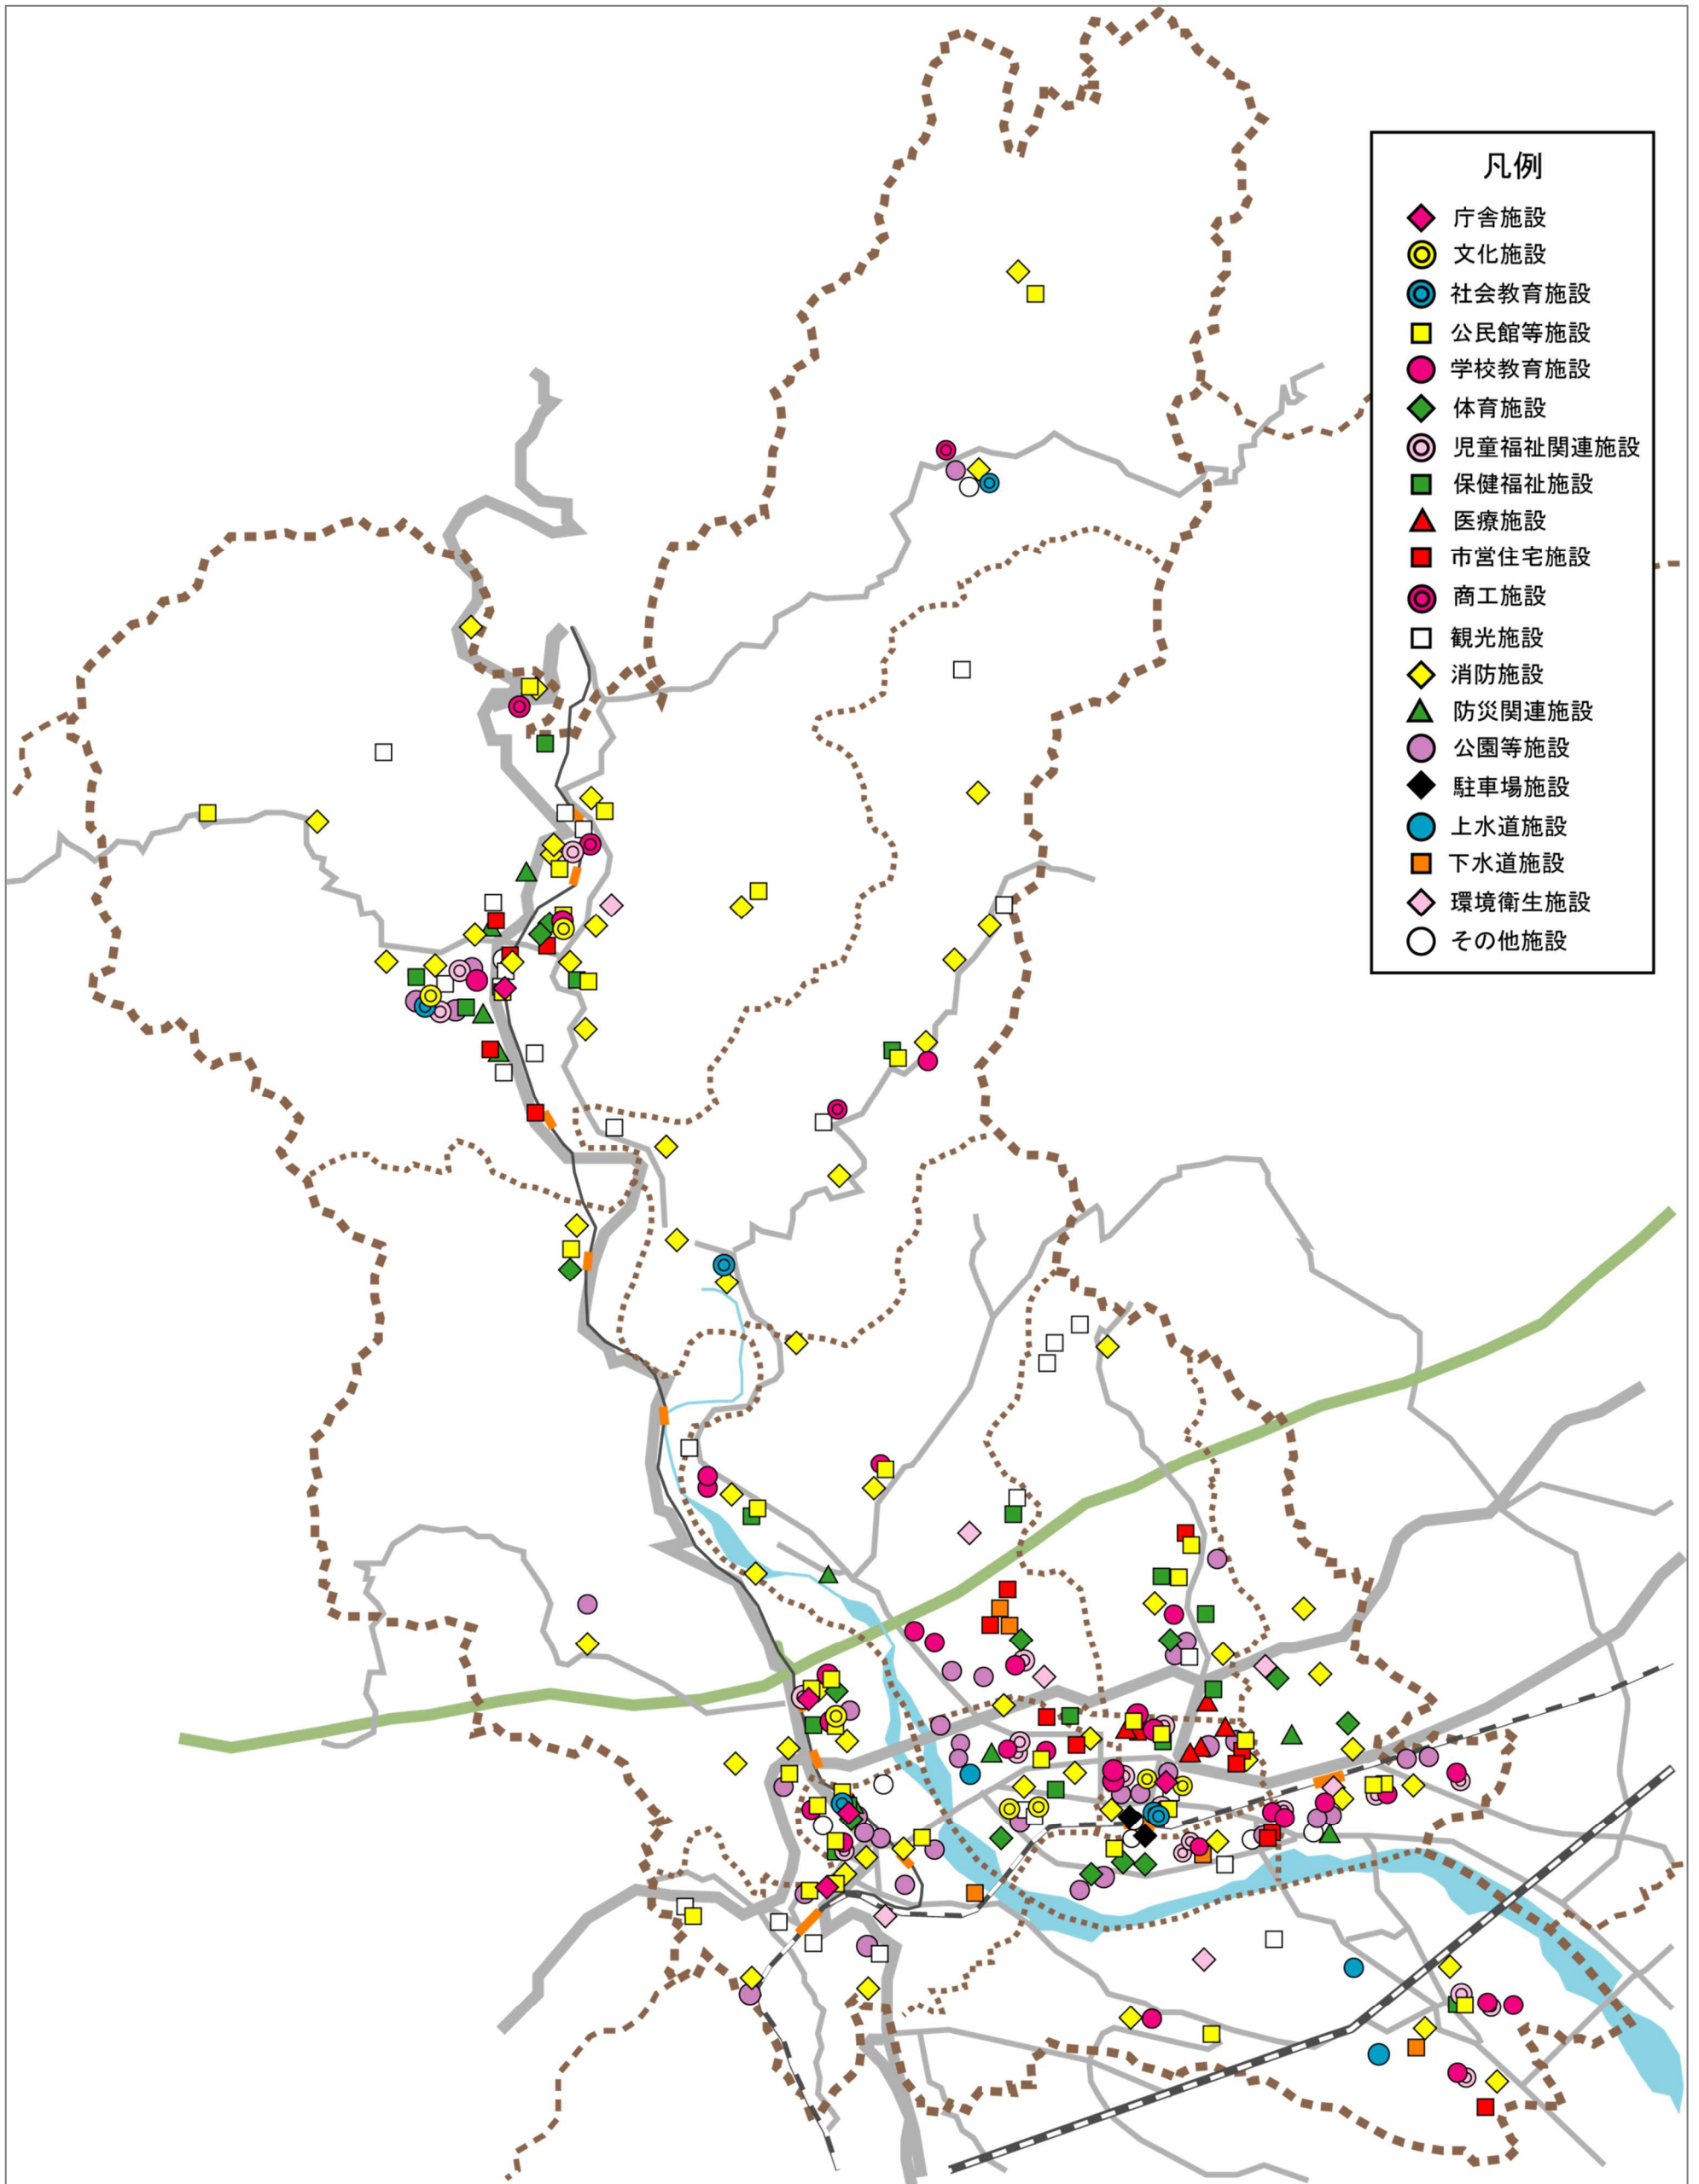 凡例
庁舎施設
文化施設
社会教育施設
公民館等施設
学校教育施設
体育施設
児童福祉関連施設
保健福祉施設
医療施設
市営住宅施設
商工施設
観光施設
消防施設
防災関連施設
公園等施設
駐車場施設
上水道施設
下水道施設
環境衛生施設
その他施設